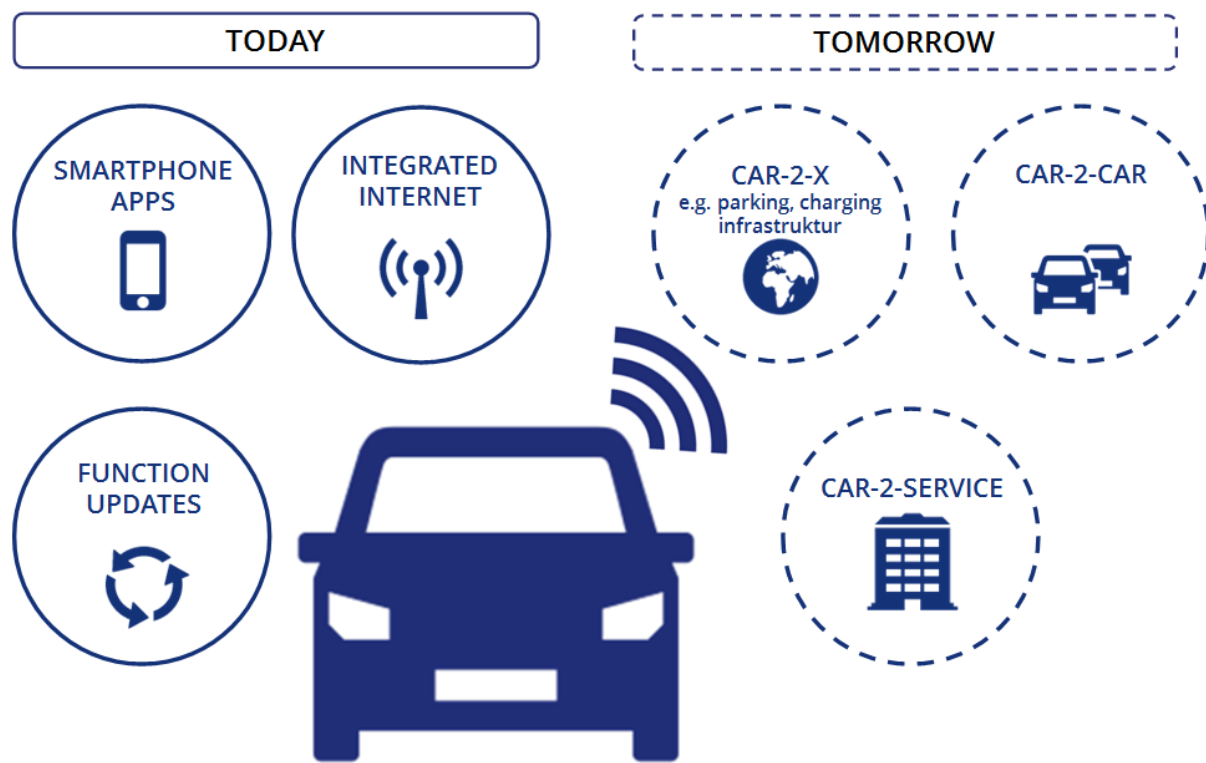 TODAY
TOMORROW
SMARTPHONE
APPS
INTEGRATED
INTERNET
CAR-2-X
e.g. parking, charging
infrastruktur
CAR-2-CAR
FUNCTION
UPDATES
CAR-2-SERVICE